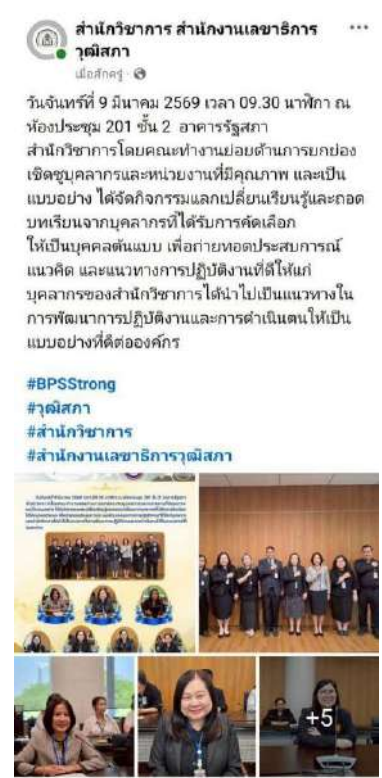 สำนักวิชาการ สำนักงานเลขาธิการ
วุฒิสภา
เมื่อสักครู่
วันจันทร์ที่ 9 มีนาคม 2569 เวลา 09.30 นาฬิกา ณ
ห้องประชุม 201 ชั้น 2 อาคารรัฐสภา
สำนักวิชาการโดยคณะทำงานย่อยด้านการยกย่อง
เชิดชูบุคลากรและหน่วยงานที่มีคุณภาพ และเป็น
แบบอย่าง ได้จัดกิจกรรมแลกเปลี่ยนเรียนรู้และถอด
บทเรียนจากบุคลากรที่ได้รับการคัดเลือก
ให้เป็นบุคคลต้นแบบ เพื่อถ่ายทอดประสบการณ์
แนวคิด และแนวทางการปฏิบัติงานที่ดีให้แก่
บุคลากรของสำนักวิชาการได้นำไปเป็นแนวทางใน
การพัฒนาการปฏิบัติงานและการดำเนินตนให้เป็น
แบบอย่างที่ดีต่อองค์กร
#BPSStrong
#วุฒิสภา
#สำนักวิชาการ
#สำนักงานเลขาธิการวุฒิสภา
+5